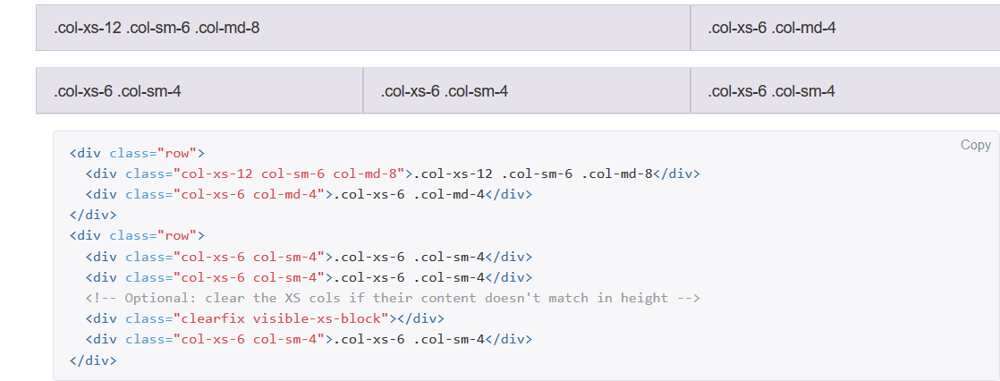 .col-xs-12 .col-sm-6 .col-md-8 .col-xs-6 .col-md-4
.col-xs-6 .col-sm-4 .col-xs-6 .col-sm-4 .col-xs-6 .col-sm-4
Copy
<div class="row">
  <div class="col-xs-12 col-sm-6 col-md-8">.col-xs-12 .col-sm-6 .col-md-8</div>
  <div class="col-xs-6 col-md-4">.col-xs-6 .col-md-4</div>
</div>
<div class="row">
  <div class="col-xs-6 col-sm-4">.col-xs-6 .col-sm-4</div>
  <div class="col-xs-6 col-sm-4">.col-xs-6 .col-sm-4</div>
  <!-- Optional: clear the XS cols if their content doesn't match in height -->
  <div class="clearfix visible-xs-block"></div>
  <div class="col-xs-6 col-sm-4">.col-xs-6 .col-sm-4</div>
</div>